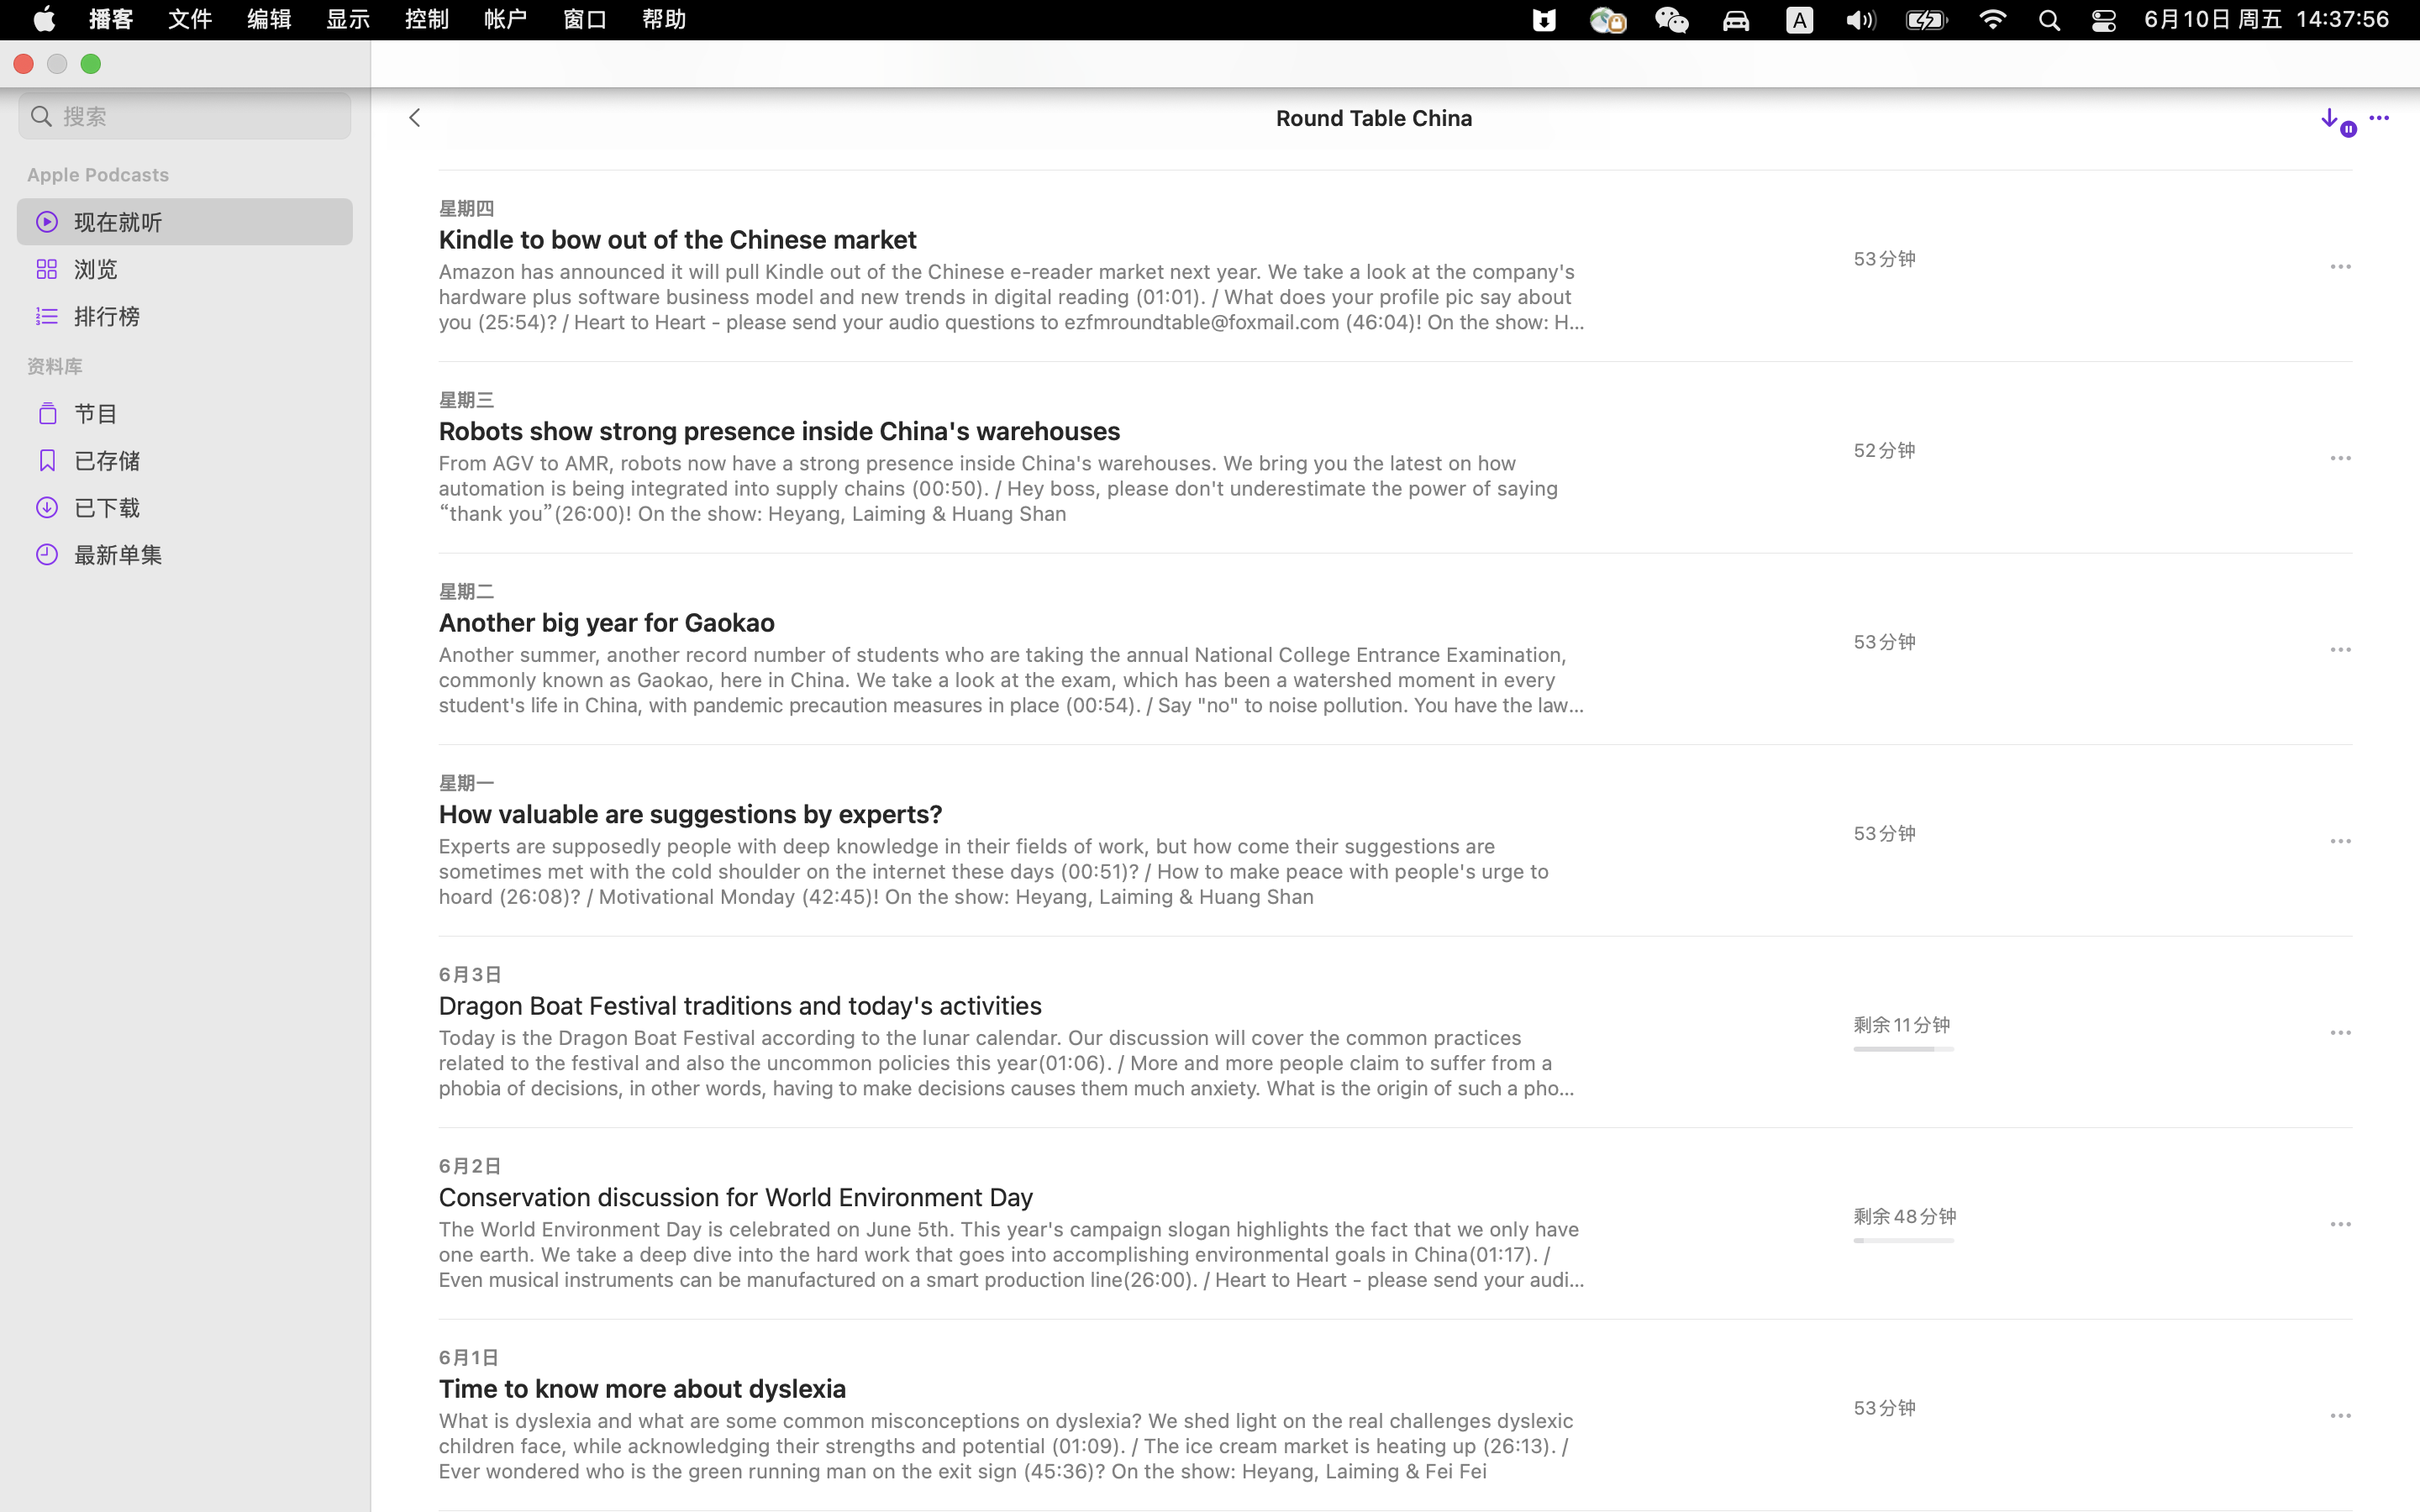 播客 文件 编辑 显示 控制 帐户 窗口 帮助 A 6月10日 周五 14:37:56
搜索
Apple Podcasts
现在就听
浏览
排行榜
资料库
节目
已存储
已下载
最新单集
Round Table China
星期四
Kindle to bow out of the Chinese market
Amazon has announced it will pull Kindle out of the Chinese e-reader market next year. We take a look at the company's
hardware plus software business model and new trends in digital reading (01:01). / What does your profile pic say about
you (25:54)? / Heart to Heart - please send your audio questions to ezfmroundtable@foxmail.com (46:04)! On the show: H...
53分钟
星期三
Robots show strong presence inside China's warehouses
From AGV to AMR, robots now have a strong presence inside China's warehouses. We bring you the latest on how
automation is being integrated into supply chains (00:50). / Hey boss, please don't underestimate the power of saying
“thank you”(26:00)! On the show: Heyang, Laiming & Huang Shan
52分钟
星期二
Another big year for Gaokao
Another summer, another record number of students who are taking the annual National College Entrance Examination,
commonly known as Gaokao, here in China. We take a look at the exam, which has been a watershed moment in every
student's life in China, with pandemic precaution measures in place (00:54). / Say "no" to noise pollution. You have the law...
53分钟
星期一
How valuable are suggestions by experts?
Experts are supposedly people with deep knowledge in their fields of work, but how come their suggestions are
sometimes met with the cold shoulder on the internet these days (00:51)? / How to make peace with people's urge to
hoard (26:08)? / Motivational Monday (42:45)! On the show: Heyang, Laiming & Huang Shan
53分钟
6月3日
Dragon Boat Festival traditions and today's activities
Today is the Dragon Boat Festival according to the lunar calendar. Our discussion will cover the common practices
related to the festival and also the uncommon policies this year(01:06). / More and more people claim to suffer from a
phobia of decisions, in other words, having to make decisions causes them much anxiety. What is the origin of such a pho...
剩余11分钟
6月2日
Conservation discussion for World Environment Day
The World Environment Day is celebrated on June 5th. This year's campaign slogan highlights the fact that we only have
one earth. We take a deep dive into the hard work that goes into accomplishing environmental goals in China(01:17). /
Even musical instruments can be manufactured on a smart production line(26:00). / Heart to Heart - please send your audi...
剩余48分钟
6月1日
Time to know more about dyslexia
What is dyslexia and what are some common misconceptions on dyslexia? We shed light on the real challenges dyslexic
children face, while acknowledging their strengths and potential (01:09). / The ice cream market is heating up (26:13). /
Ever wondered who is the green running man on the exit sign (45:36)? On the show: Heyang, Laiming & Fei Fei
53分钟